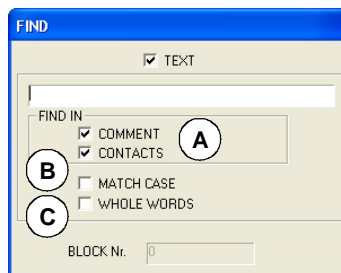 FIND
TEXT
FIND IN
COMMENT
A
CONTACTS
B
MATCH CASE
C
WHOLE WORDS
BLOCK Nr. 0